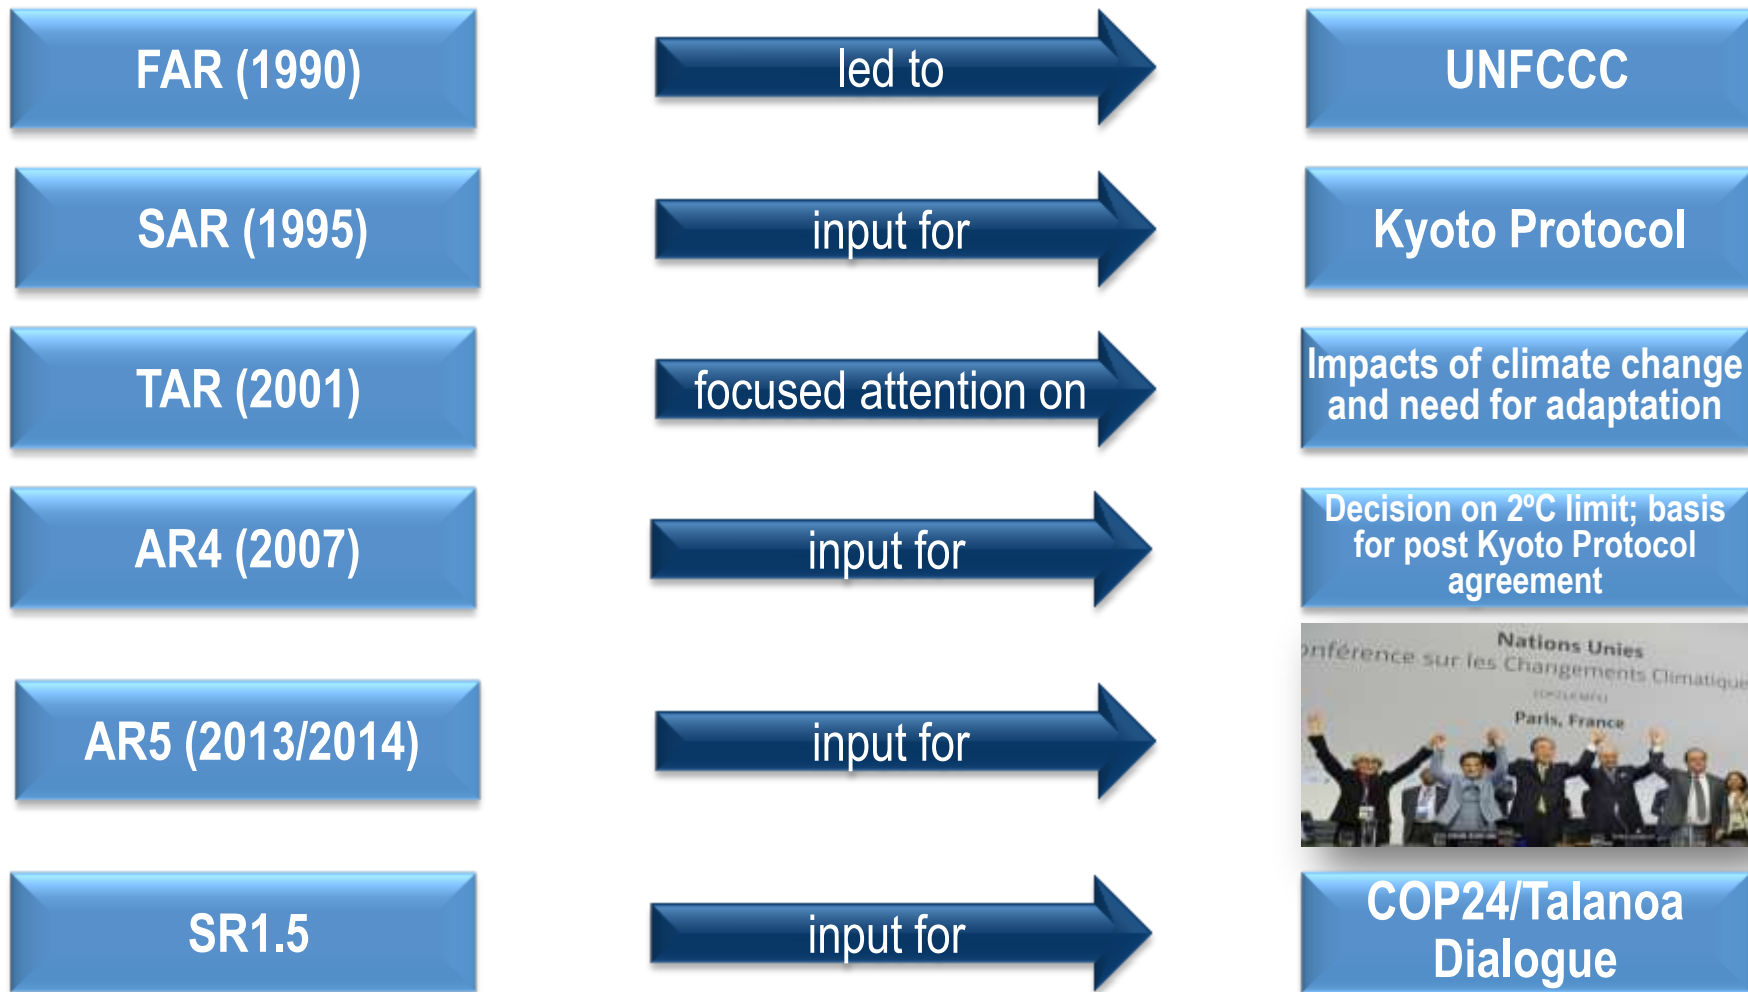 FAR (1990)
led to
UNFCCC
SAR (1995)
input for
Kyoto Protocol
TAR (2001)
focused attention on
Impacts of climate change
and need for adaptation
AR4 (2007)
input for
Decision on 2ºC limit; basis
for post Kyoto Protocol
agreement
AR5 (2013/2014)
input for
Nations Unies
onférence sur les Changements Climatique
Paris, France
SR1.5
input for
COP24/Talanoa
Dialogue